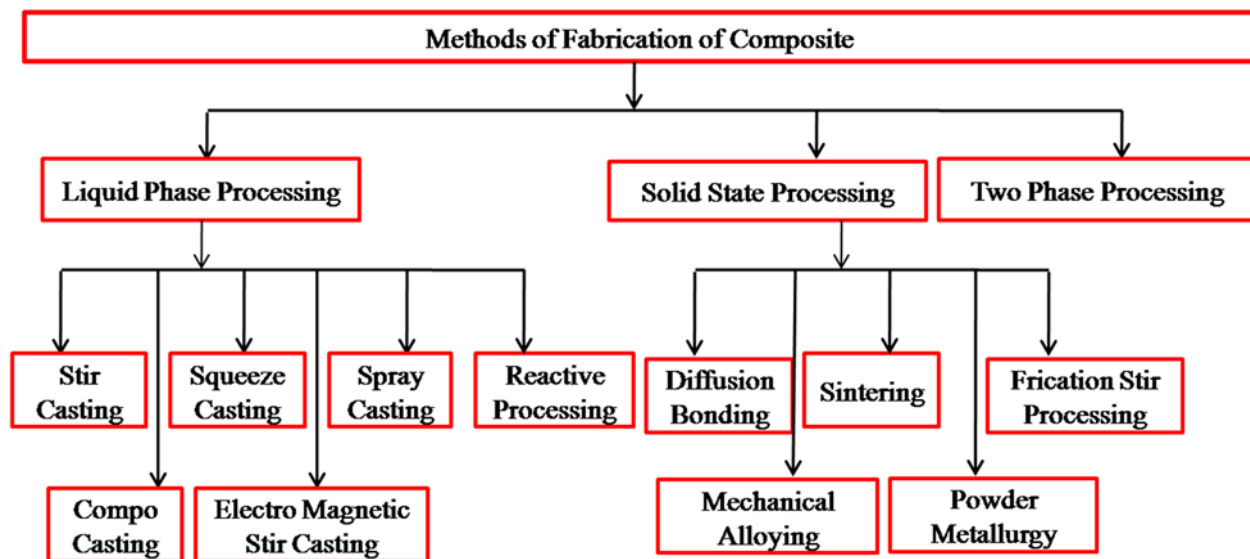 Methods of Fabrication of Composite
Liquid Phase Processing
Solid State Processing
Two Phase Processing
Stir
Casting
Squeeze
Casting
Spray
Casting
Reactive
Processing
Diffusion
Bonding
Sintering
Frication Stir
Processing
Compo
Casting
Electro Magnetic
Stir Casting
Mechanical
Alloying
Powder
Metallurgy